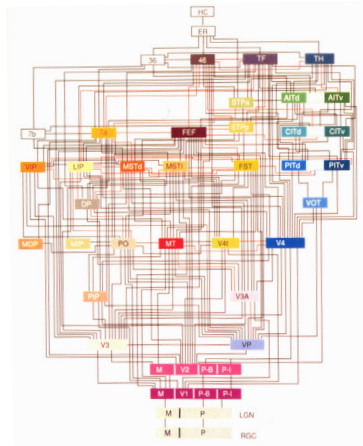 HC
ER
36 46 TF TH
STPa AITd AITv
7b 7a FEF STPp CITd CITv
VIP LIP MSTd MSTl FST PITd PITv
DP VOT
MDP MIP PO MT V4t V4
PIP V3A
V3 VP
M V2 P-B P-I
M V1 P-B P-I
M P LGN
M P RGC